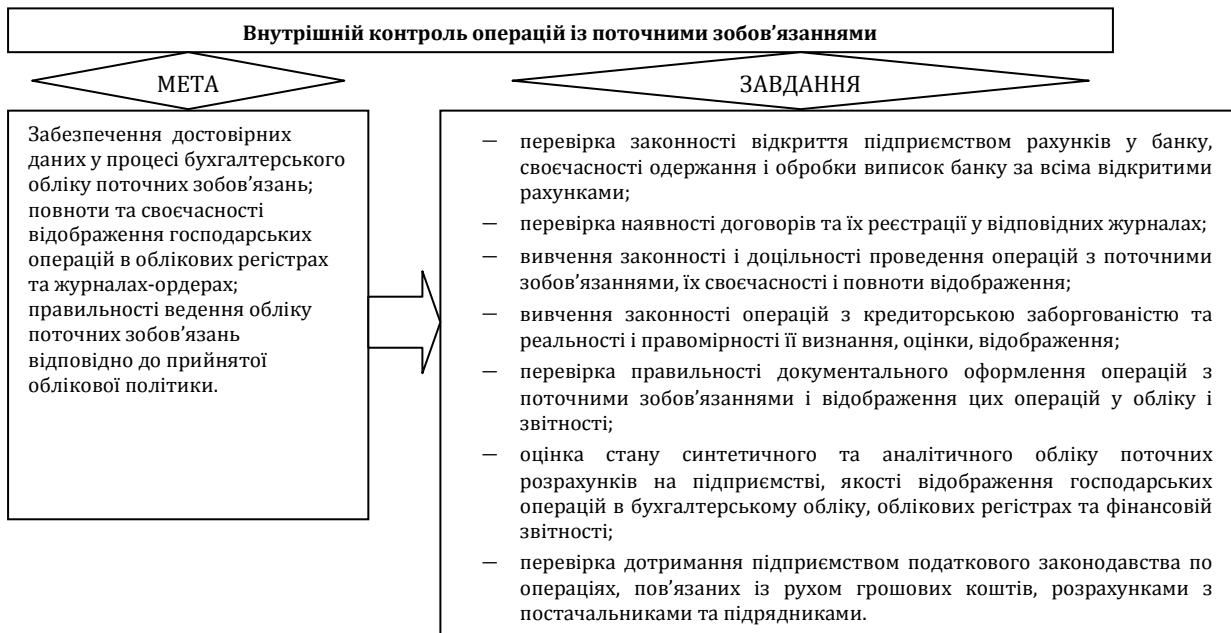 Внутрішній контроль операцій із поточними зобов’язаннями
МЕТА
ЗАВДАННЯ
Забезпечення достовірних
даних у процесі бухгалтерського
обліку поточних зобов’язань;
повноти та своєчасності
відображення господарських
операцій в облікових регістрах
та журналах-ордерах;
правильності ведення обліку
поточних зобов’язань
відповідно до прийнятої
облікової політики.
— перевірка законності відкриття підприємством рахунків у банку,
своєчасності одержання і обробки виписок банку за всіма відкритими
рахунками;
— перевірка наявності договорів та їх реєстрації у відповідних журналах;
— вивчення законності і доцільності проведення операцій з поточними
зобов’язаннями, їх своєчасності і повноти відображення;
— вивчення законності операцій з кредиторською заборгованістю та
реальності і правомірності її визнання, оцінки, відображення;
— перевірка правильності документального оформлення операцій з
поточними зобов’язаннями і відображення цих операцій у обліку і
звітності;
— оцінка стану синтетичного та аналітичного обліку поточних
розрахунків на підприємстві, якості відображення господарських
операцій в бухгалтерському обліку, облікових регістрах та фінансовій
звітності;
— перевірка дотримання підприємством податкового законодавства по
операціях, пов’язаних із рухом грошових коштів, розрахунками з
постачальниками та підрядниками.